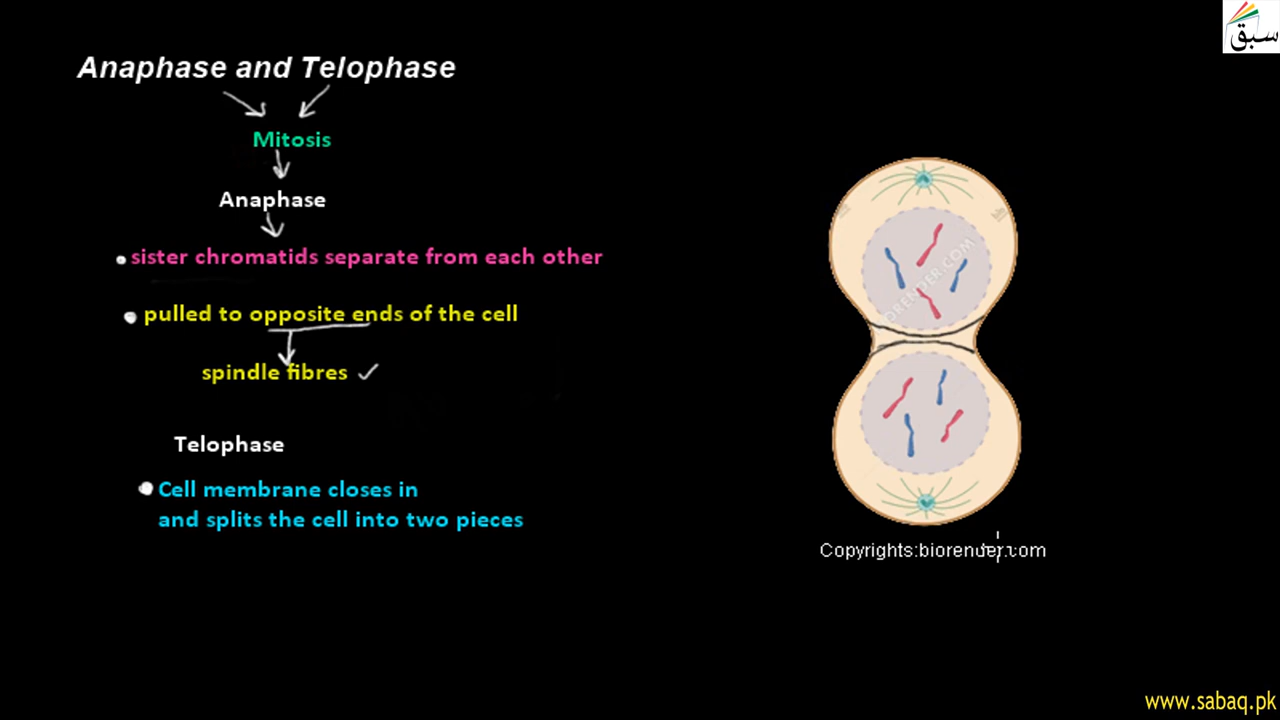 سبق
Anaphase and Telophase
Mitosis
Anaphase
sister chromatids separate from each other
pulled to opposite ends of the cell
spindle fibres
Telophase
Cell membrane closes in
and splits the cell into two pieces
BIORENDER.COM
Copyrights:biorender.com
www.sabaq.pk